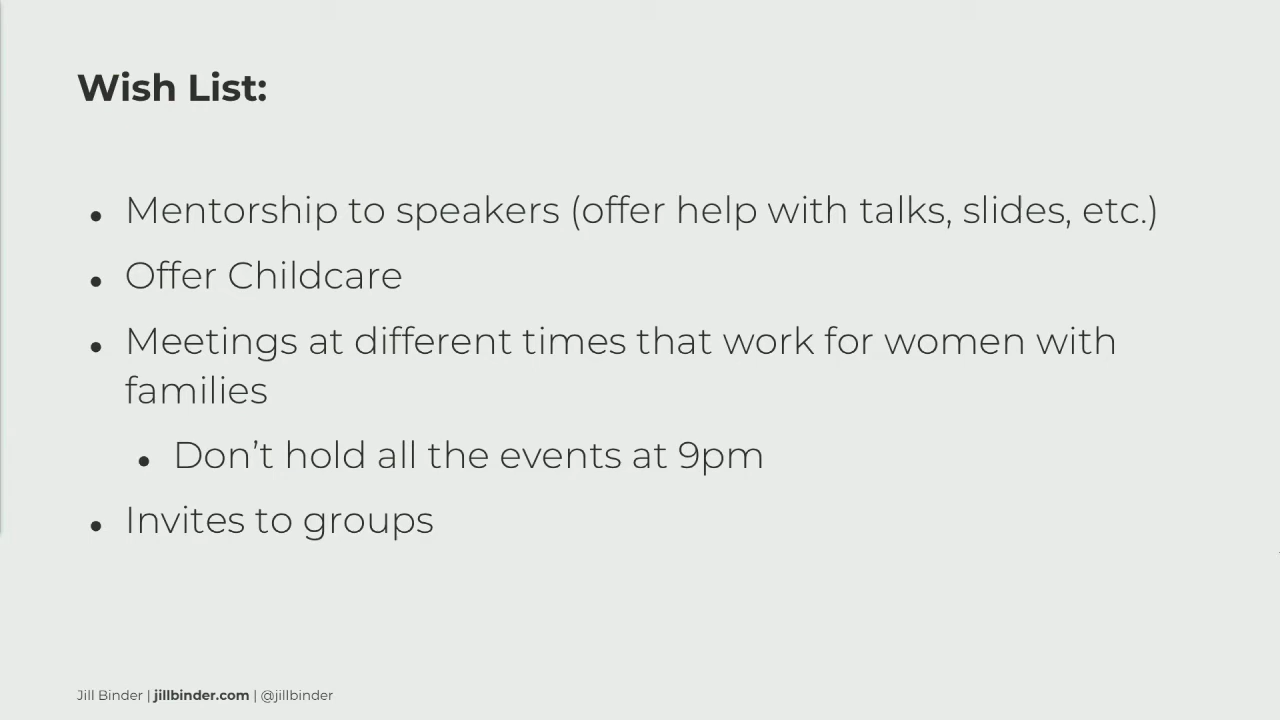 Wish List:
● Mentorship to speakers (offer help with talks, slides, etc.)
● Offer Childcare
● Meetings at different times that work for women with
families
● Don’t hold all the events at 9pm
● Invites to groups
Jill Binder | jillbinder.com | @jillbinder